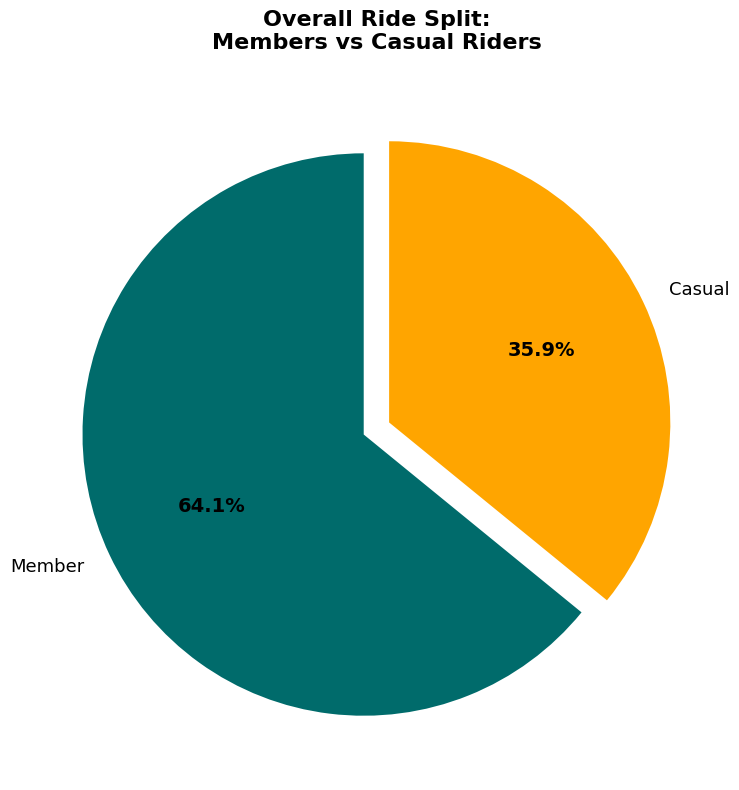 Overall Ride Split:
Members vs Casual Riders
Casual
35.9%
64.1%
Member